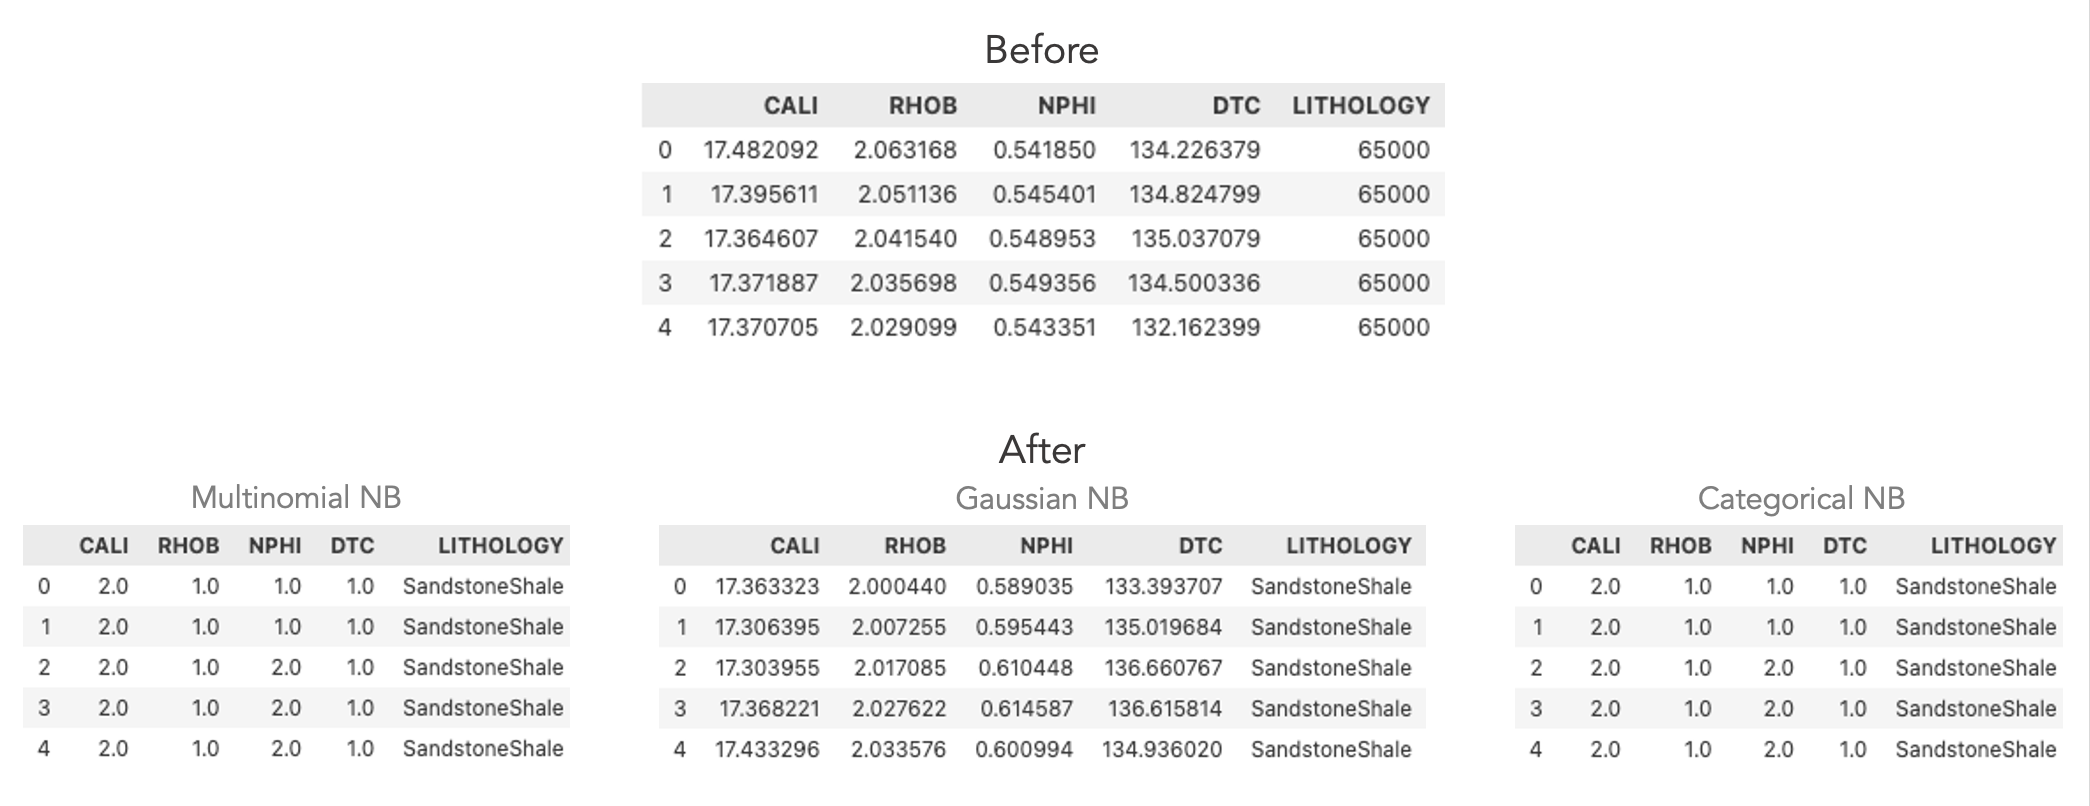 Before
CALI RHOB NPHI DTC LITHOLOGY
0 17.482092 2.063168 0.541850 134.226379 65000
1 17.395611 2.051136 0.545401 134.824799 65000
2 17.364607 2.041540 0.548953 135.037079 65000
3 17.371887 2.035698 0.549356 134.500336 65000
4 17.370705 2.029099 0.543351 132.162399 65000
After
Multinomial NB
CALI RHOB NPHI DTC LITHOLOGY
0 2.0 1.0 1.0 1.0 SandstoneShale
1 2.0 1.0 1.0 1.0 SandstoneShale
2 2.0 1.0 2.0 1.0 SandstoneShale
3 2.0 1.0 2.0 1.0 SandstoneShale
4 2.0 1.0 2.0 1.0 SandstoneShale
Gaussian NB
CALI RHOB NPHI DTC LITHOLOGY
0 17.363323 2.000440 0.589035 133.393707 SandstoneShale
1 17.306395 2.007255 0.595443 135.019684 SandstoneShale
2 17.303955 2.017085 0.610448 136.660767 SandstoneShale
3 17.368221 2.027622 0.614587 136.615814 SandstoneShale
4 17.433296 2.033576 0.600994 134.936020 SandstoneShale
Categorical NB
CALI RHOB NPHI DTC LITHOLOGY
0 2.0 1.0 1.0 1.0 SandstoneShale
1 2.0 1.0 1.0 1.0 SandstoneShale
2 2.0 1.0 2.0 1.0 SandstoneShale
3 2.0 1.0 2.0 1.0 SandstoneShale
4 2.0 1.0 2.0 1.0 SandstoneShale